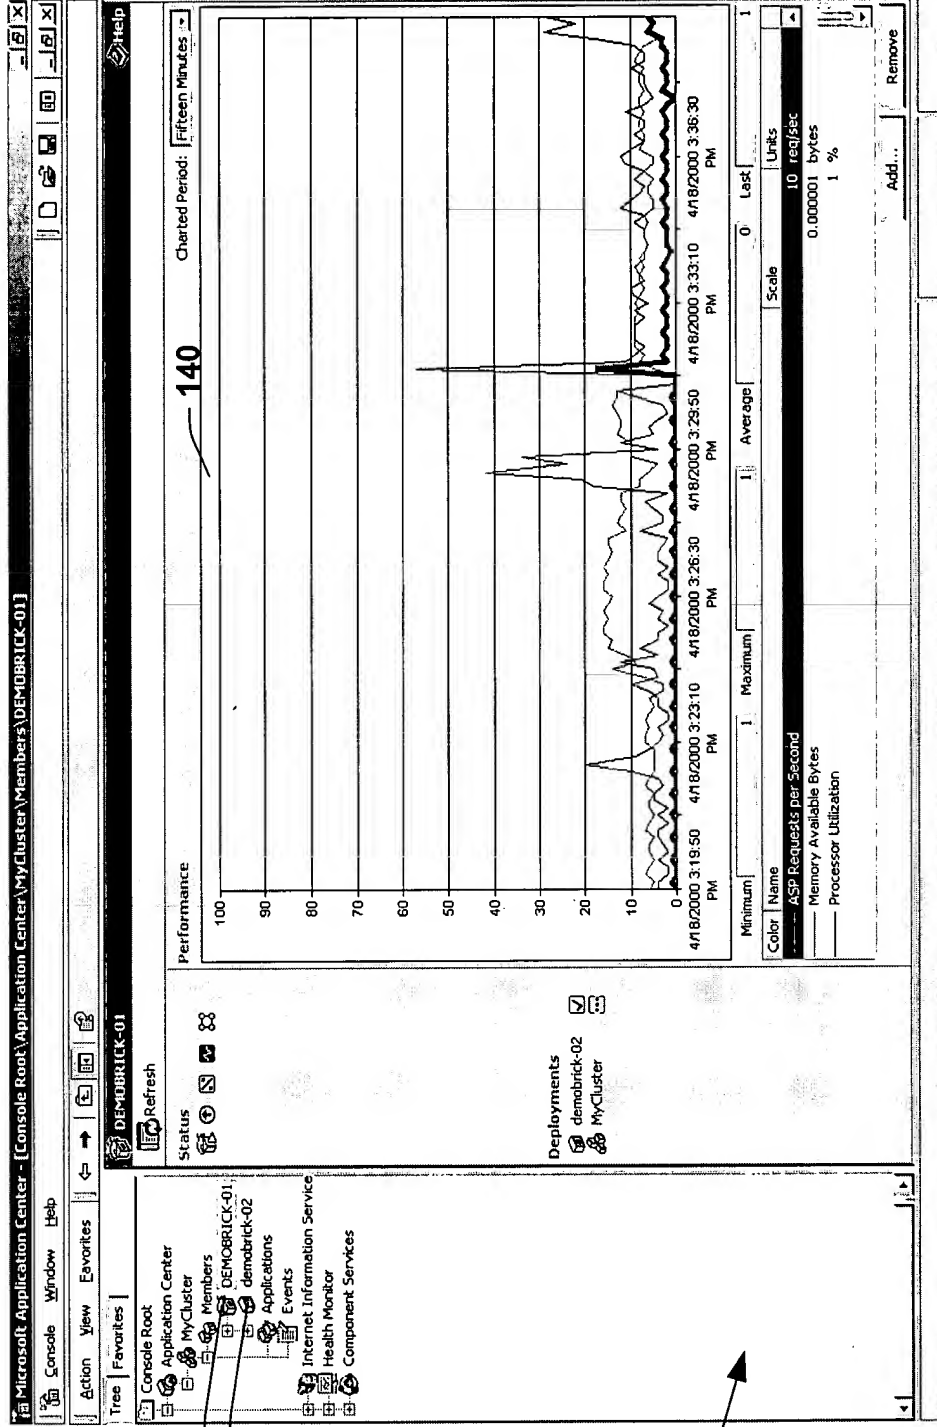 Microsoft Application Center - [Console Root\Application Center\MyCluster\Members\DEMOBRICK-01]
Console Window Help
Action View Favorites
Tree Favorites
Console Root
Application Center
MyCluster
Members
DEMOBRICK-01
demobrick-02
Applications
Events
Internet Information Service
Health Monitor
Component Services
DEMOBRICK-01
Help
Refresh
Status
Deployments
demobrick-02
MyCluster
Performance
Charted Period: Fifteen Minutes
140
100
90
80
70
60
50
40
30
20
10
0
4/18/2000 3:19:50 PM
4/18/2000 3:23:10 PM
4/18/2000 3:26:30 PM
4/18/2000 3:29:50 PM
4/18/2000 3:33:10 PM
4/18/2000 3:36:30 PM
Minimum 1 Maximum 1 Average 0 Last 1
Color Name Scale Units
ASP Requests per Second 10 req/sec
Memory Available Bytes 0.000001 bytes
Processor Utilization 1 %
Add... Remove